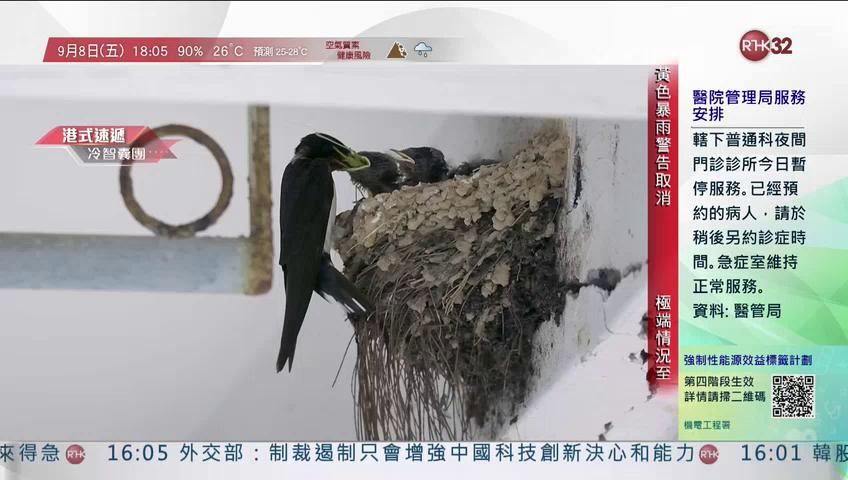 9月8日(五) 18:05 90% 26°C 預測 25-28°C 空氣質素
健康風險
RTHK 32
港式速遞
冷智囊團
黃色暴雨警告取消
極端情況至
醫院管理局服務
安排
轄下普通科夜間
門診診所今日暫
停服務。已經預
約的病人，請於
稍後另約診症時
間。急症室維持
正常服務。
資料: 醫管局
強制性能源效益標籤計劃
第四階段生效
詳情請掃二維碼
機電工程署
來得急 RTHK 16:05 外交部：制裁遏制只會增強中國科技創新決心和能力 RTHK 16:01 韓股